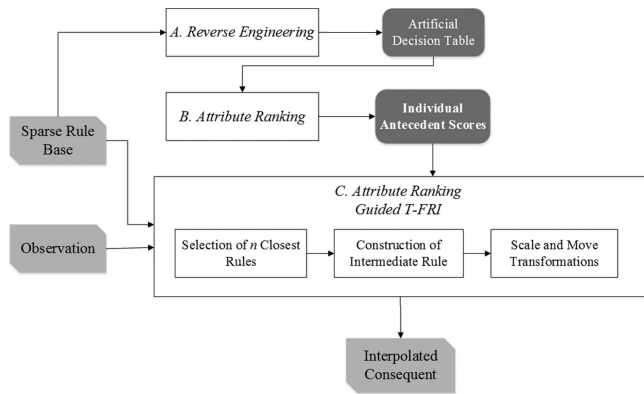 A. Reverse Engineering
Artificial
Decision Table
B. Attribute Ranking
Individual
Antecedent Scores
Sparse Rule
Base
C. Attribute Ranking
Guided T-FRI
Observation
Selection of n Closest
Rules
Construction of
Intermediate Rule
Scale and Move
Transformations
Interpolated
Consequent